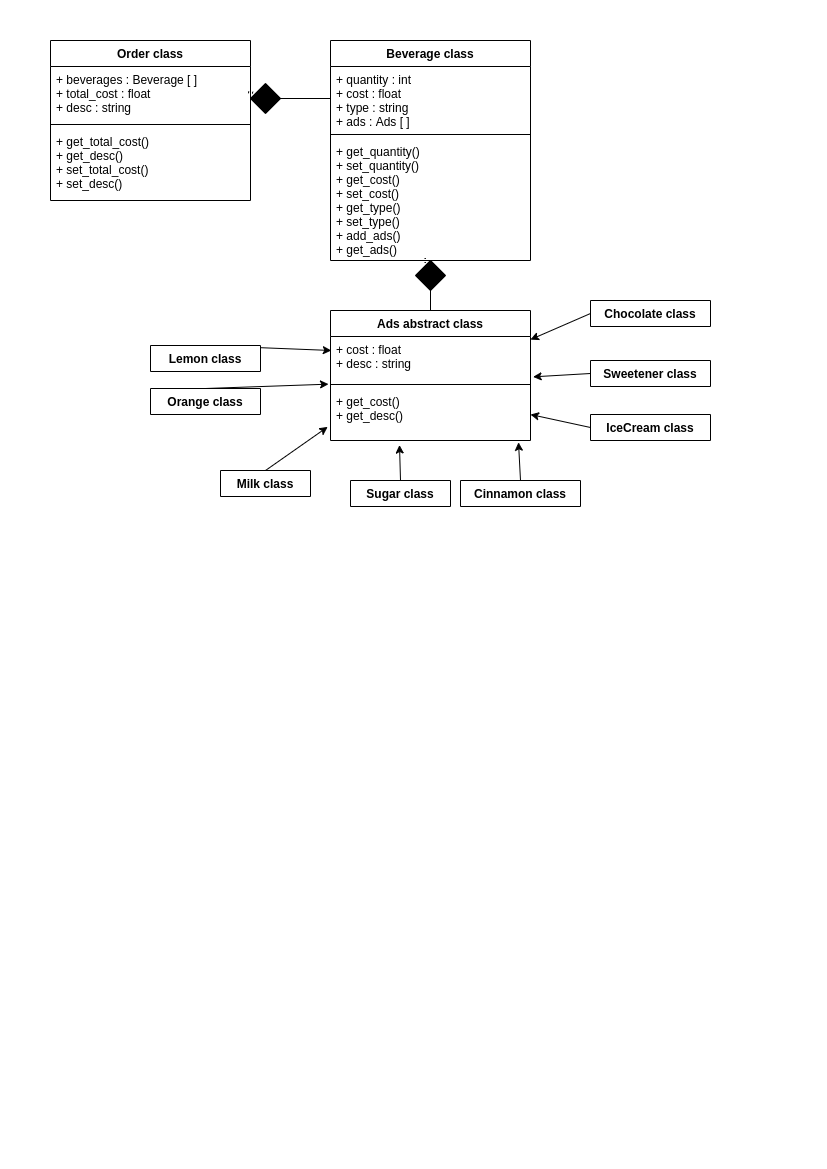 Order class
+ beverages : Beverage [ ]
+ total_cost : float
+ desc : string
+ get_total_cost()
+ get_desc()
+ set_total_cost()
+ set_desc()
Beverage class
+ quantity : int
+ cost : float
+ type : string
+ ads : Ads [ ]
+ get_quantity()
+ set_quantity()
+ get_cost()
+ set_cost()
+ get_type()
+ set_type()
+ add_ads()
+ get_ads()
Ads abstract class
+ cost : float
+ desc : string
+ get_cost()
+ get_desc()
Chocolate class
Lemon class
Sweetener class
Orange class
IceCream class
Milk class
Sugar class
Cinnamon class